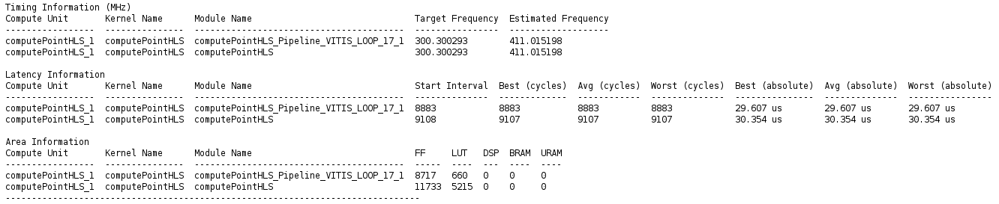 Timing Information (MHz)
Compute Unit       Kernel Name      Module Name                               Target Frequency  Estimated Frequency
-----------------  ---------------  ----------------------------------------  ----------------  -------------------
computePointHLS_1  computePointHLS  computePointHLS_Pipeline_VITIS_LOOP_17_1  300.300293        411.015198
computePointHLS_1  computePointHLS  computePointHLS                           300.300293        411.015198

Latency Information
Compute Unit       Kernel Name      Module Name                               Start Interval  Best (cycles)  Avg (cycles)  Worst (cycles)  Best (absolute)  Avg (absolute)  Worst (absolute)
-----------------  ---------------  ----------------------------------------  --------------  -------------  ------------  --------------  ---------------  --------------  ----------------
computePointHLS_1  computePointHLS  computePointHLS_Pipeline_VITIS_LOOP_17_1  8883            8883           8883          8883            29.607 us        29.607 us       29.607 us
computePointHLS_1  computePointHLS  computePointHLS                           9108            9107           9107          9107            30.354 us        30.354 us       30.354 us

Area Information
Compute Unit       Kernel Name      Module Name                               FF     LUT   DSP  BRAM  URAM
-----------------  ---------------  ----------------------------------------  -----  ----  ---  ----  ----
computePointHLS_1  computePointHLS  computePointHLS_Pipeline_VITIS_LOOP_17_1  8717   660   0    0     0
computePointHLS_1  computePointHLS  computePointHLS                           11733  5215  0    0     0
-------------------------------------------------------------------------------